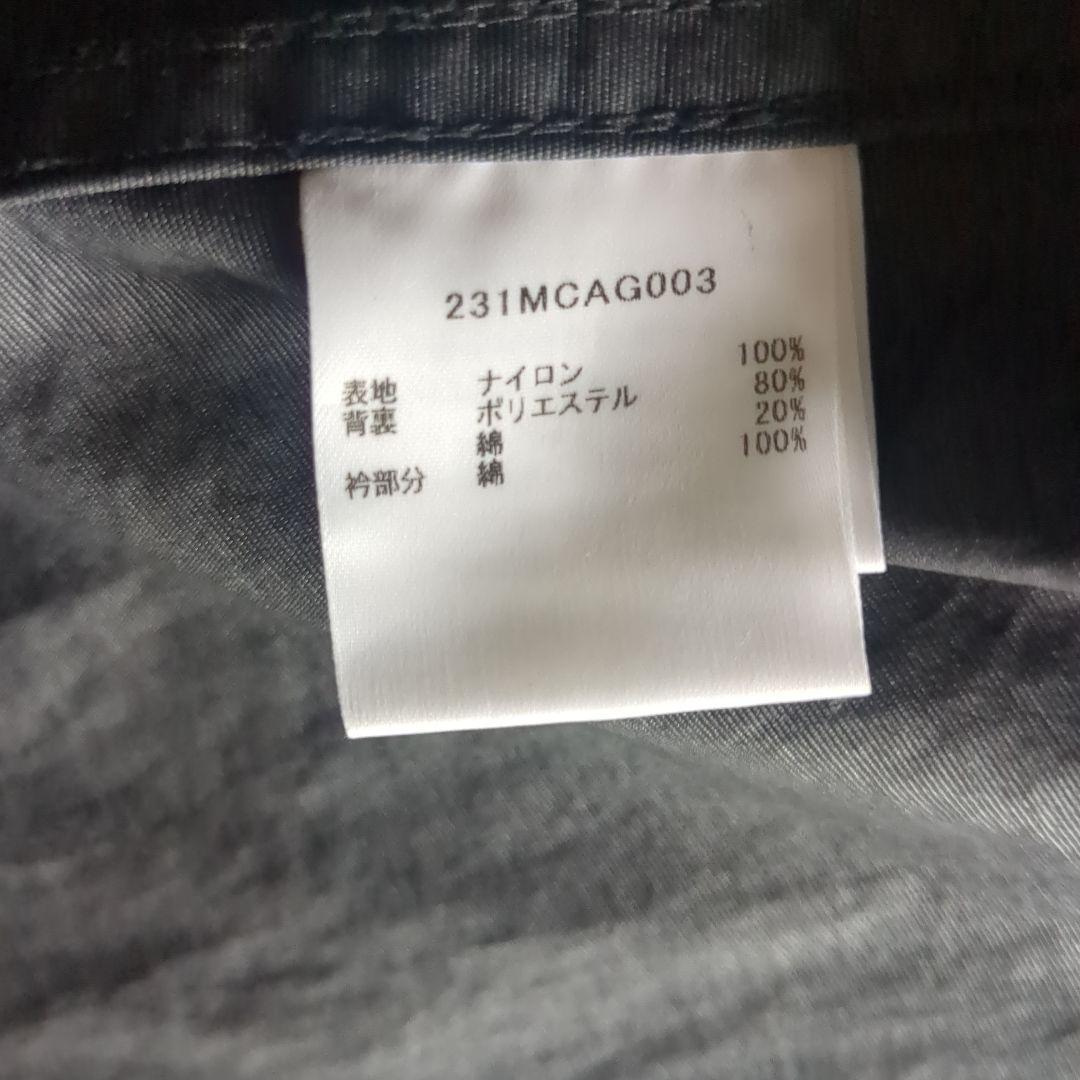 231MCAG003
表地 ナイロン 100%
背裏 ポリエステル 80%
綿 20%
衿部分 綿 100%